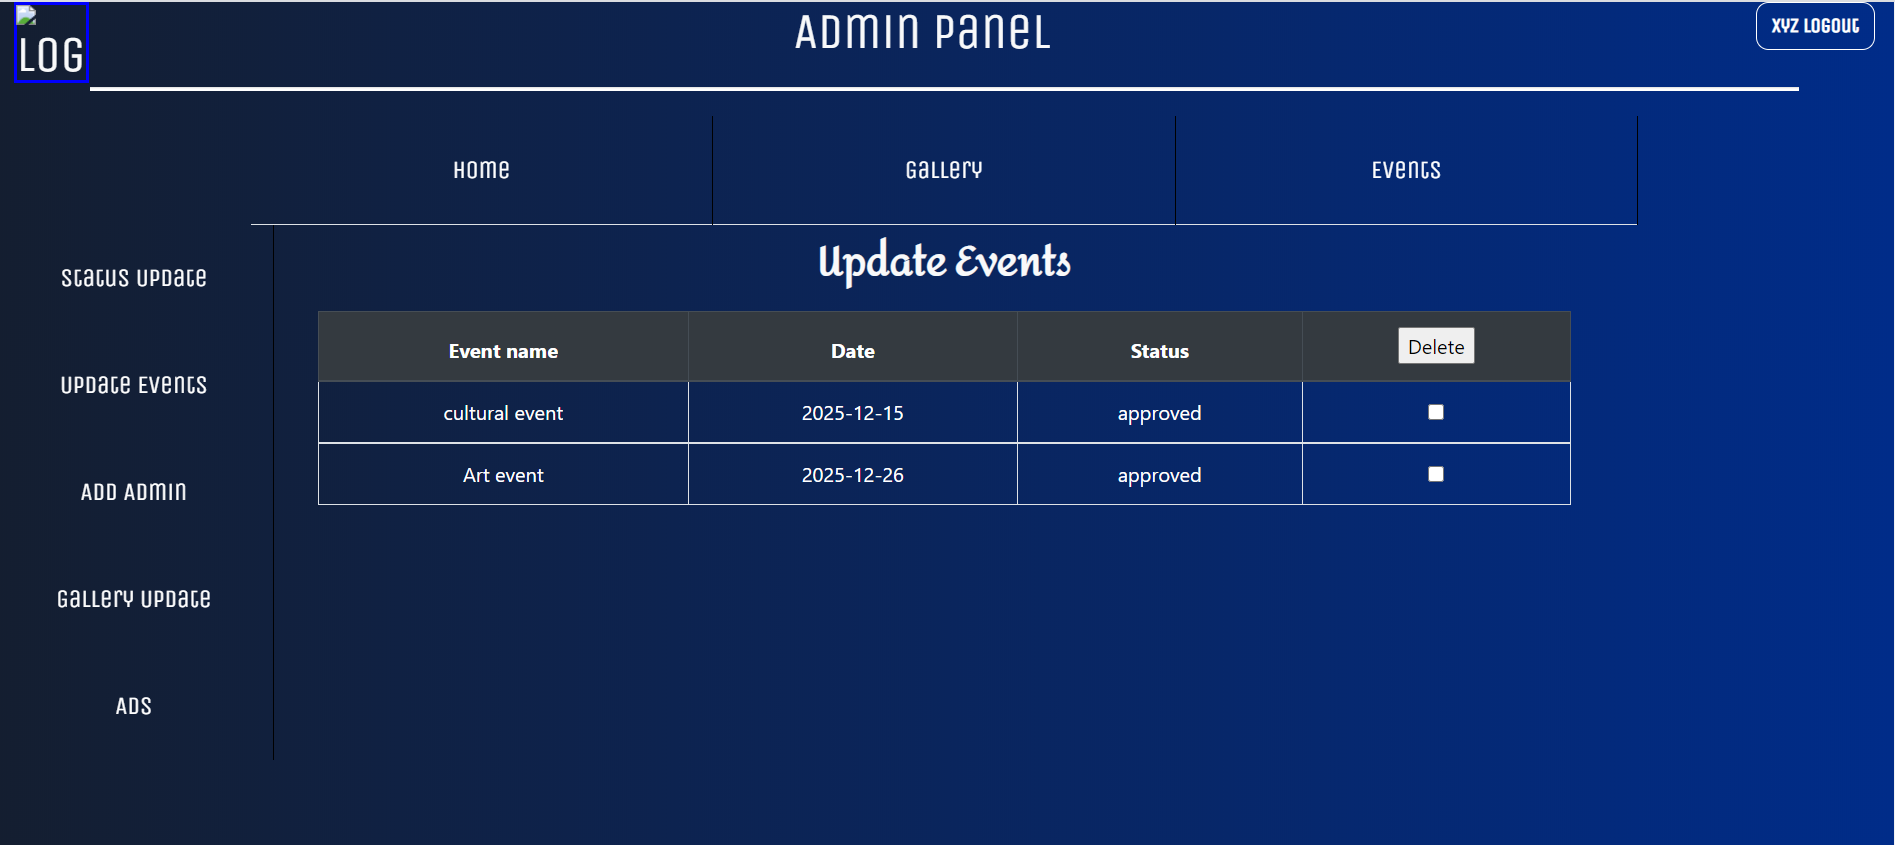 LOG
Admin Panel
XYZ Logout
Home
Gallery
Events
Status Update
Update Events
Add Admin
Gallery Update
ADS
Update Events
Event name Date Status Delete
cultural event 2025-12-15 approved
Art event 2025-12-26 approved